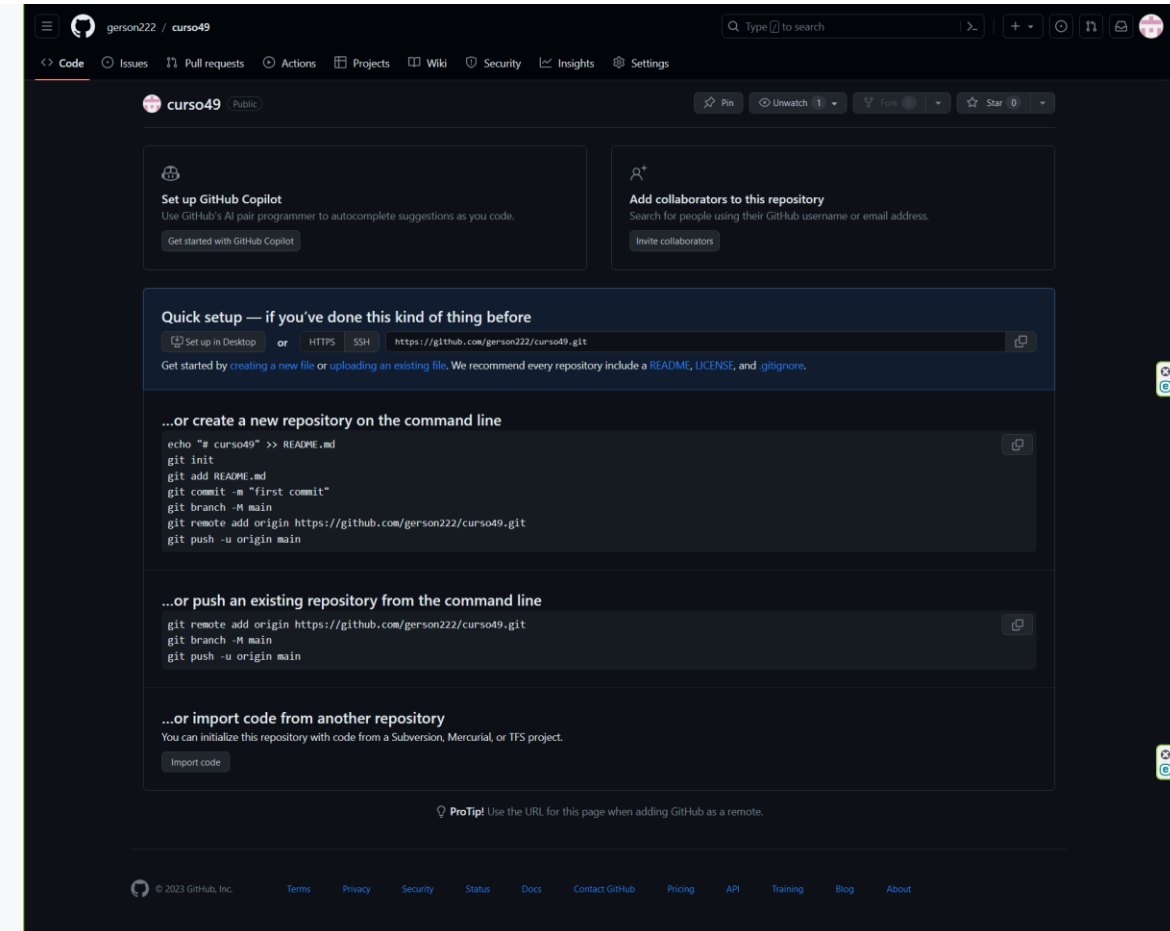 gerson222 / curso49
Type / to search
Code Issues Pull requests Actions Projects Wiki Security Insights Settings
curso49 Public
Pin Unwatch 1 Fork 0 Star 0
Set up GitHub Copilot
Use GitHub's AI pair programmer to autocomplete suggestions as you code.
Get started with GitHub Copilot
Add collaborators to this repository
Search for people using their GitHub username or email address.
Invite collaborators
Quick setup — if you've done this kind of thing before
Set up in Desktop or HTTPS SSH https://github.com/gerson222/curso49.git
Get started by creating a new file or uploading an existing file. We recommend every repository include a README, LICENSE, and .gitignore.
...or create a new repository on the command line
echo "# curso49" >> README.md
git init
git add README.md
git commit -m "first commit"
git branch -M main
git remote add origin https://github.com/gerson222/curso49.git
git push -u origin main
...or push an existing repository from the command line
git remote add origin https://github.com/gerson222/curso49.git
git branch -M main
git push -u origin main
...or import code from another repository
You can initialize this repository with code from a Subversion, Mercurial, or TFS project.
Import code
ProTip! Use the URL for this page when adding GitHub as a remote.
© 2023 GitHub, Inc. Terms Privacy Security Status Docs Contact GitHub Pricing API Training Blog About